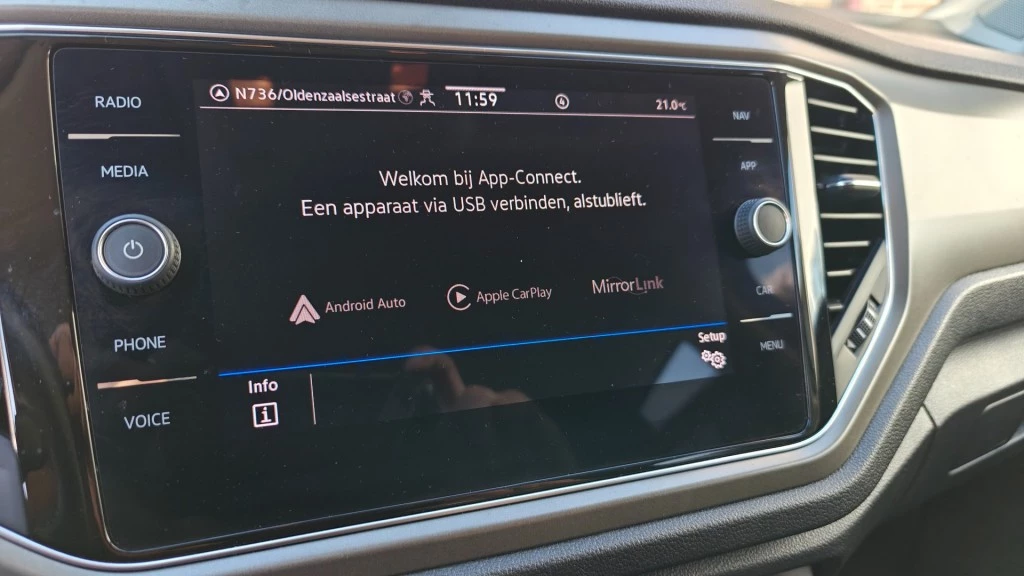 RADIO
MEDIA
PHONE
VOICE
N736/Oldenzaalsestraat
11:59
4
21.0°C
Welkom bij App-Connect.
Een apparaat via USB verbinden, alstublieft.
Android Auto
Apple CarPlay
MirrorLink
Setup
Info
i
NAV
APP
CAR
MENU